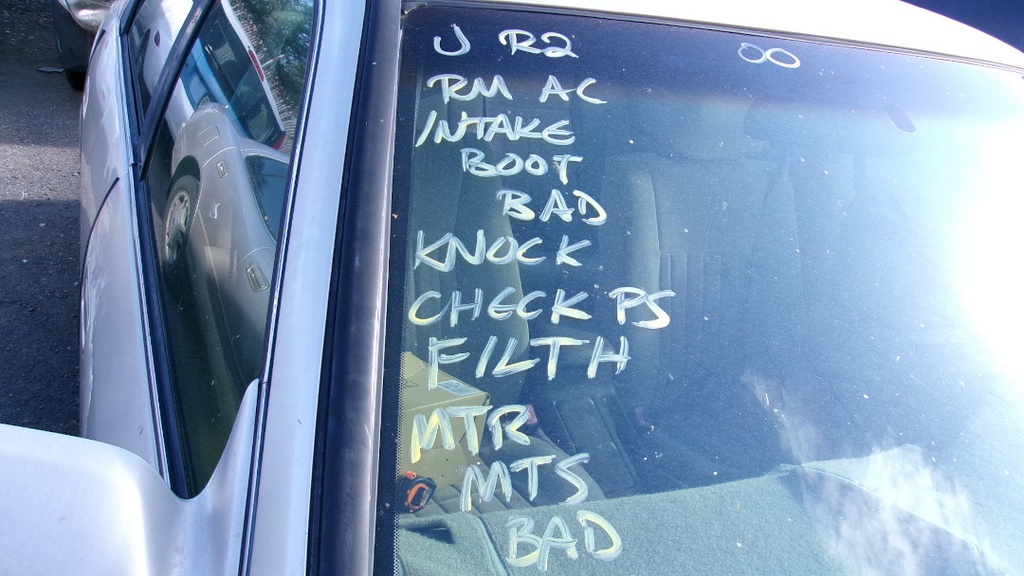 J R2 00
RM AC
INTAKE
BOOT
BAD
KNOCK
CHECK PS
FILTH
MTR
MTS
BAD